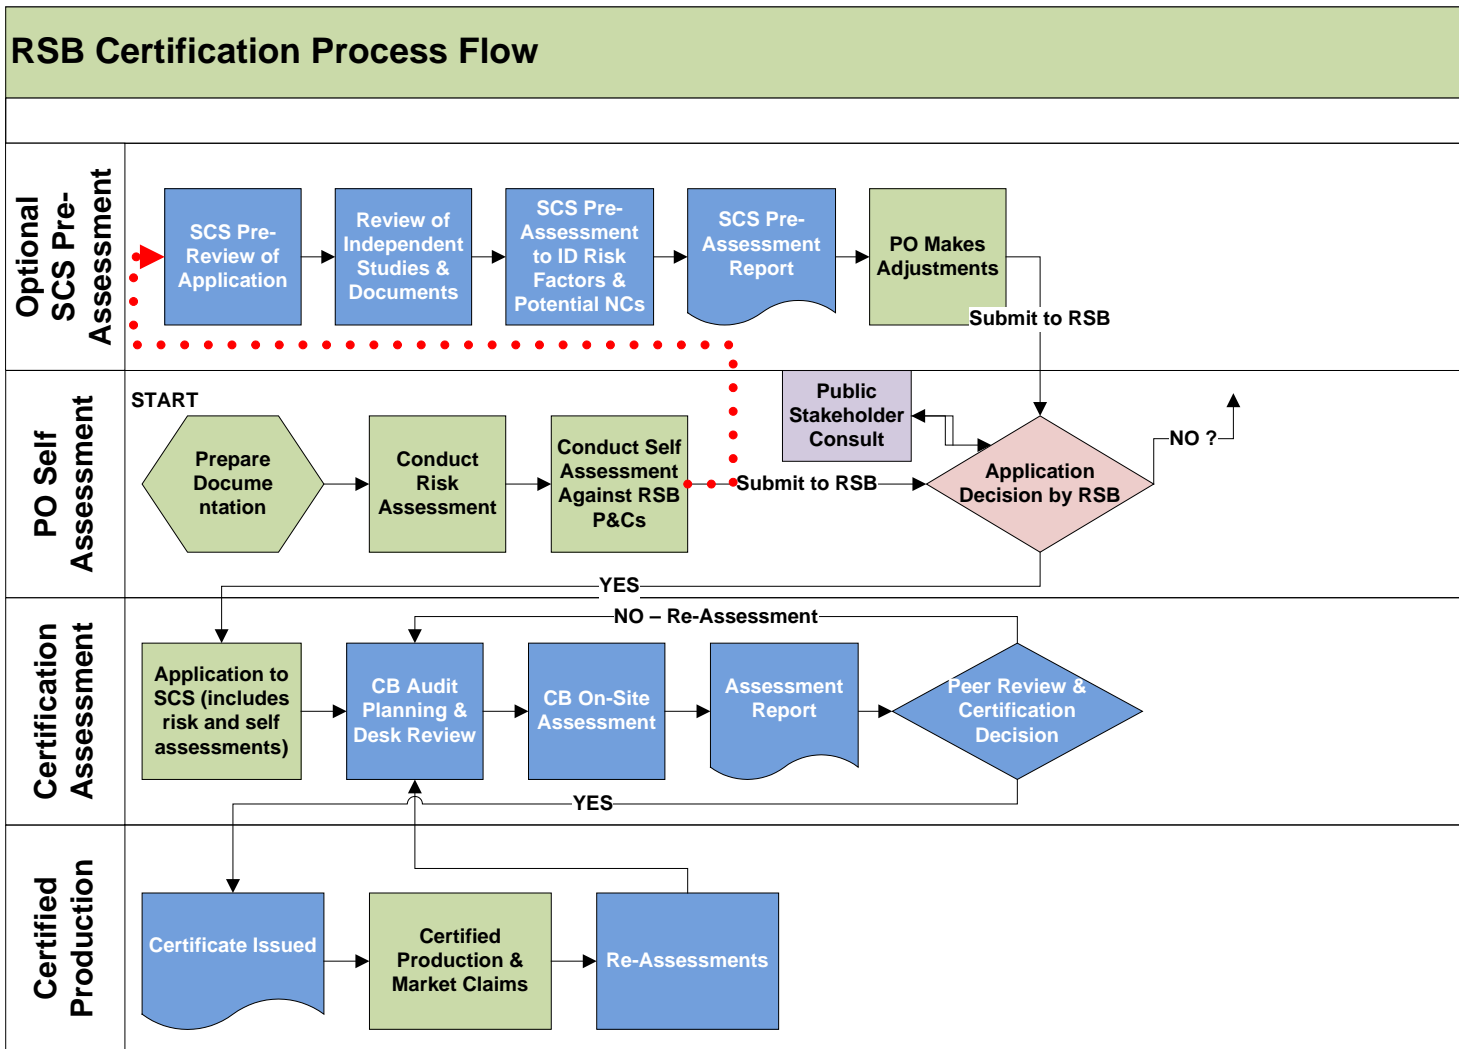 RSB Certification Process Flow
Optional
SCS Pre-
Assessment
SCS Pre-
Review of
Application
Review of
Independent
Studies &
Documents
SCS Pre-
Assessment
to ID Risk
Factors &
Potential NCs
SCS Pre-
Assessment
Report
PO Makes
Adjustments
Submit to RSB
PO Self
Assessment
START
Prepare
Docume
ntation
Conduct
Risk
Assessment
Conduct Self
Assessment
Against RSB
P&Cs
Submit to RSB
Public
Stakeholder
Consult
Application
Decision by RSB
NO ?
YES
Certification
Assessment
NO – Re-Assessment
Application to
SCS (includes
risk and self
assessments)
CB Audit
Planning &
Desk Review
CB On-Site
Assessment
Assessment
Report
Peer Review &
Certification
Decision
YES
Certified
Production
Certificate Issued
Certified
Production &
Market Claims
Re-Assessments